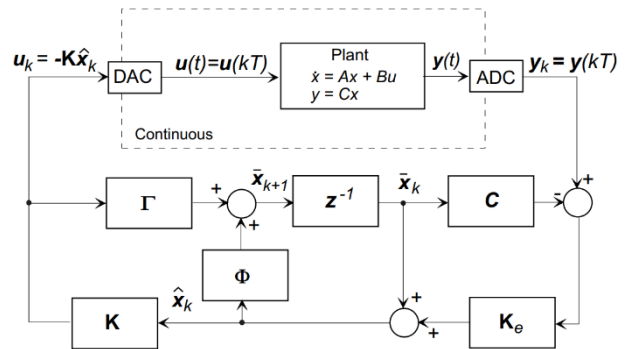 u_k = -Kx̂_k
DAC
u(t)=u(kT)
Plant
ẋ = Ax + Bu
y = Cx
y(t)
ADC
y_k = y(kT)
Continuous
Γ
+
+
x̄_{k+1}
z⁻¹
x̄_k
C
-
+
Φ
K
x̂_k
+
+
K_e